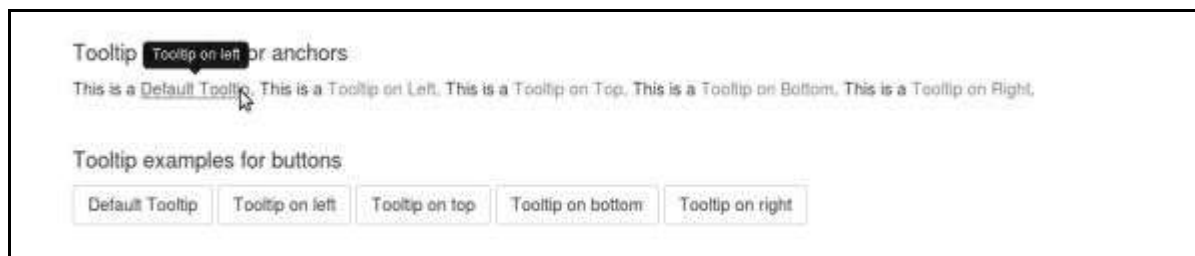 Tooltip Tooltip on left or anchors
This is a Default Tooltip. This is a Tooltip on Left. This is a Tooltip on Top. This is a Tooltip on Bottom. This is a Tooltip on Right.
Tooltip examples for buttons
Default Tooltip Tooltip on left Tooltip on top Tooltip on bottom Tooltip on right